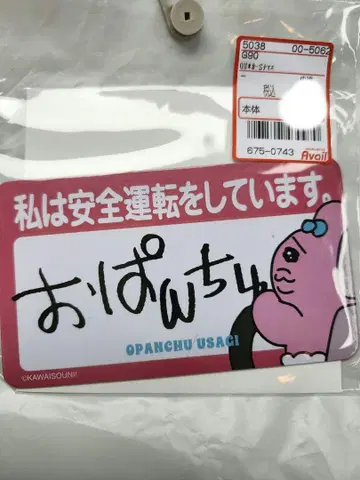 5038 00-5062
G90
本体
675-0743
Avail
私は安全運転をしています。
おぱんちゅ
OPANCHU USAGI
©KAWAISOUNI!